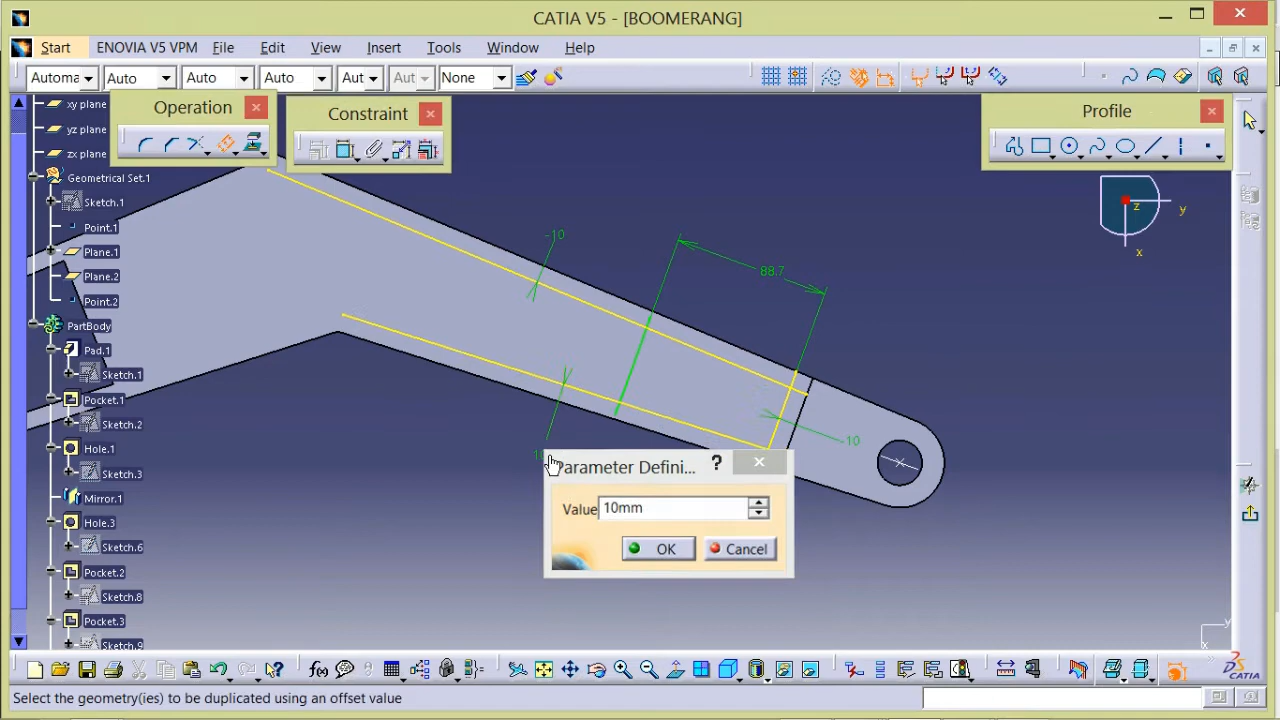 CATIA V5 - [BOOMERANG]
Start ENOVIA V5 VPM File Edit View Insert Tools Window Help
Automa Auto Auto Auto Aut Aut None
Operation
Constraint
Profile
xy plane
yz plane
zx plane
Geometrical Set.1
Sketch.1
Point.1
Plane.1
Plane.2
Point.2
PartBody
Pad.1
Sketch.1
Pocket.1
Sketch.2
Hole.1
Sketch.3
Mirror.1
Hole.3
Sketch.6
Pocket.2
Sketch.8
Pocket.3
Sketch.9
-10
88.7
10
z
y
x
Parameter Defini... ?
Value 10mm
OK Cancel
y
x
f(x)
CATIA
Select the geometry(ies) to be duplicated using an offset value